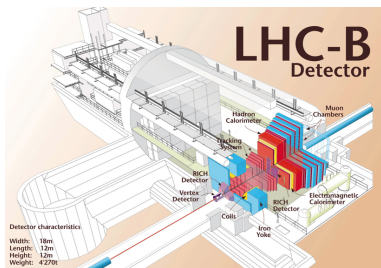 LHC-B
Detector
Hadron
Calorimeter
Muon
Chambers
Tracking
System
RICH
Detector
Vertex
Detector
Coils
Iron
Yoke
RICH
Detector
Electromagnetic
Calorimeter
Detector characteristics
Width: 18m
Length: 12m
Height: 12m
Weight: 4'270t